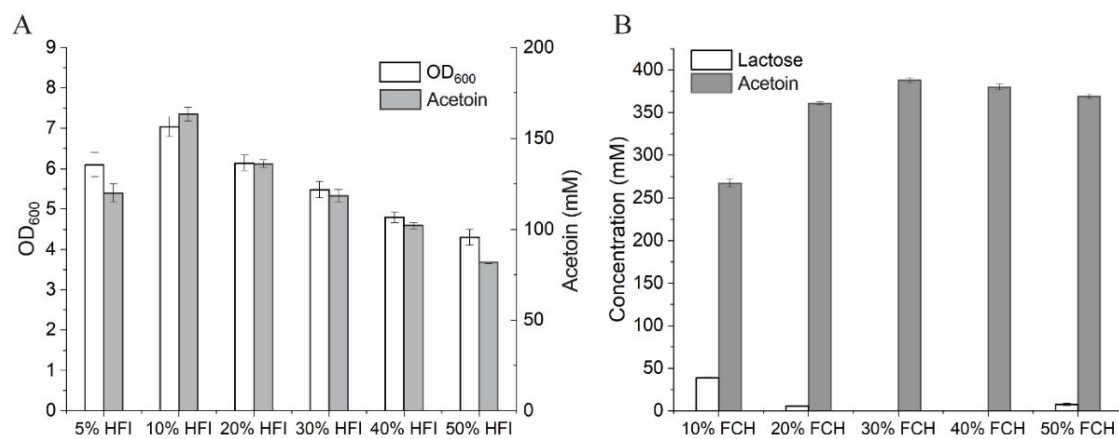 A
OD600
Acetoin
OD600
9
8
7
6
5
4
3
2
1
0
200
150
100
50
0
Acetoin (mM)
5% HFI 10% HFI 20% HFI 30% HFI 40% HFI 50% HFI
B
Lactose
Acetoin
Concentration (mM)
400
350
300
250
200
150
100
50
0
10% FCH 20% FCH 30% FCH 40% FCH 50% FCH